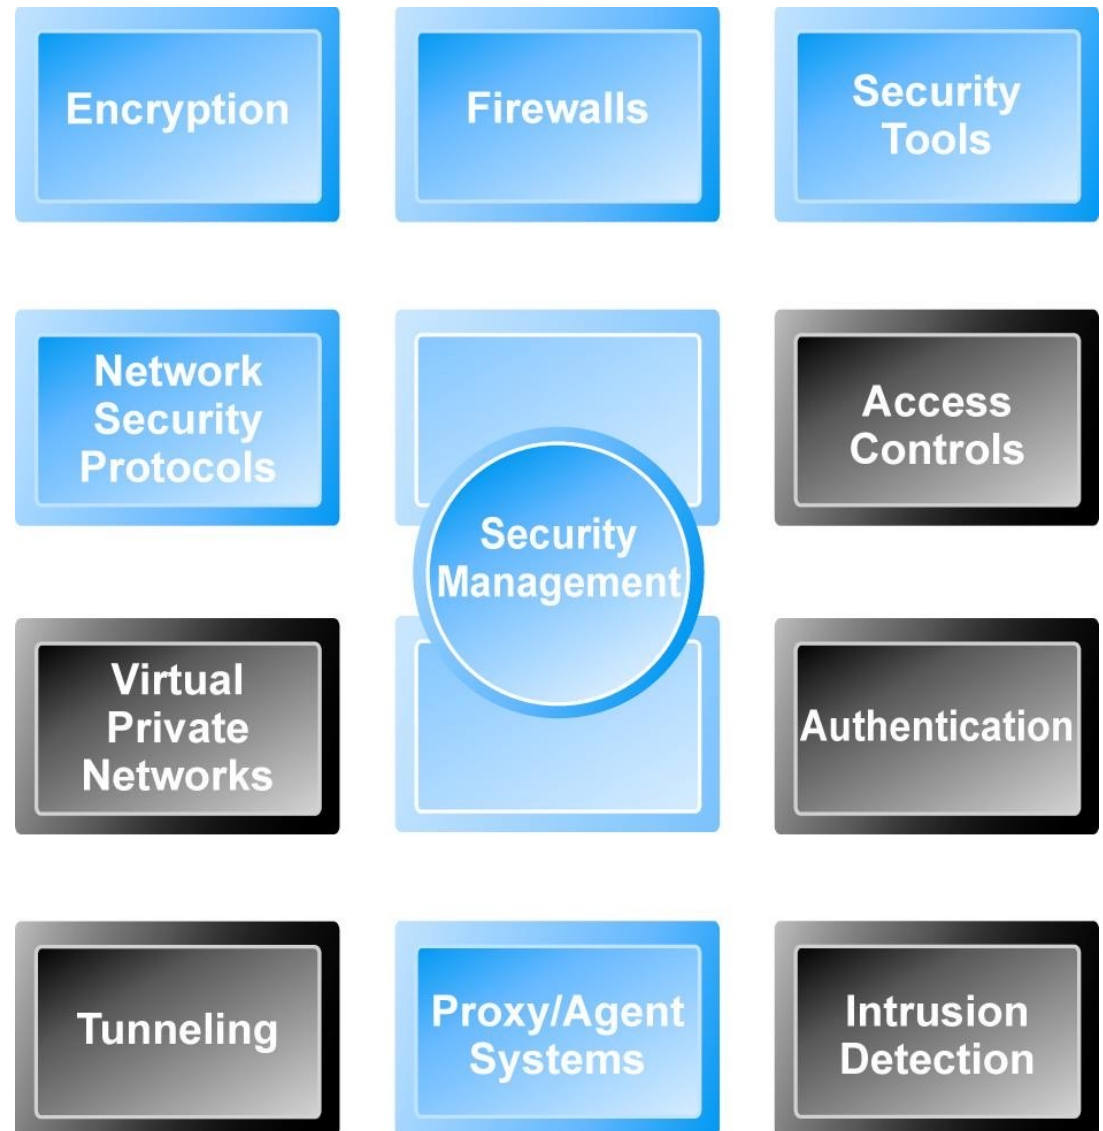 Encryption
Firewalls
Security
Tools
Network
Security
Protocols
Security
Management
Access
Controls
Virtual
Private
Networks
Authentication
Tunneling
Proxy/Agent
Systems
Intrusion
Detection